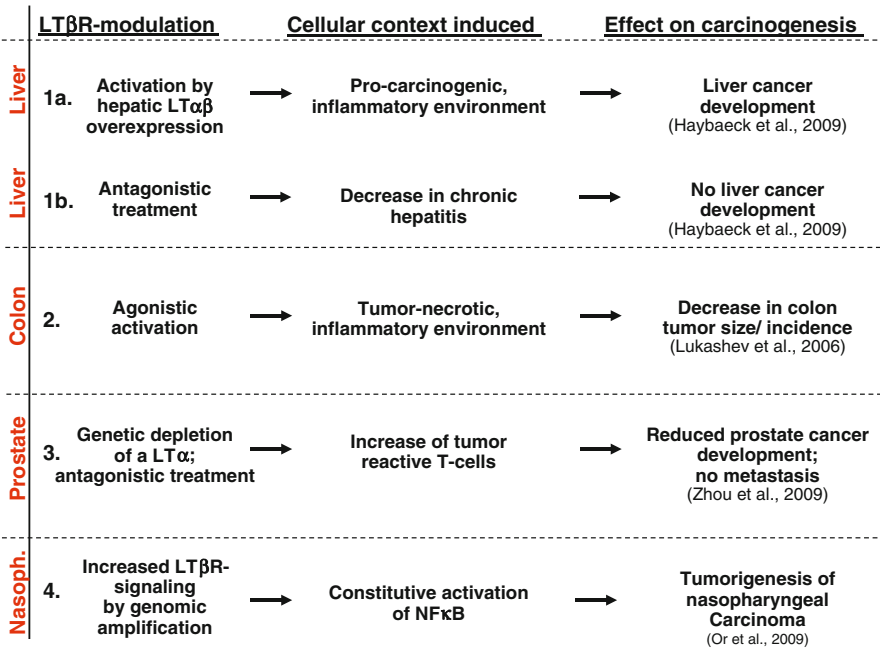 LTβR-modulation Cellular context induced Effect on carcinogenesis
Liver
1a.
Activation by
hepatic LTαβ
overexpression
Pro-carcinogenic,
inflammatory environment
Liver cancer
development
(Haybaeck et al., 2009)
Liver
1b.
Antagonistic
treatment
Decrease in chronic
hepatitis
No liver cancer
development
(Haybaeck et al., 2009)
Colon
2.
Agonistic
activation
Tumor-necrotic,
inflammatory environment
Decrease in colon
tumor size/ incidence
(Lukashev et al., 2006)
Prostate
3.
Genetic depletion
of a LTα;
antagonistic treatment
Increase of tumor
reactive T-cells
Reduced prostate cancer
development;
no metastasis
(Zhou et al., 2009)
Nasoph.
4.
Increased LTβR-
signaling
by genomic
amplification
Constitutive activation
of NFκB
Tumorigenesis of
nasopharyngeal
Carcinoma
(Or et al., 2009)